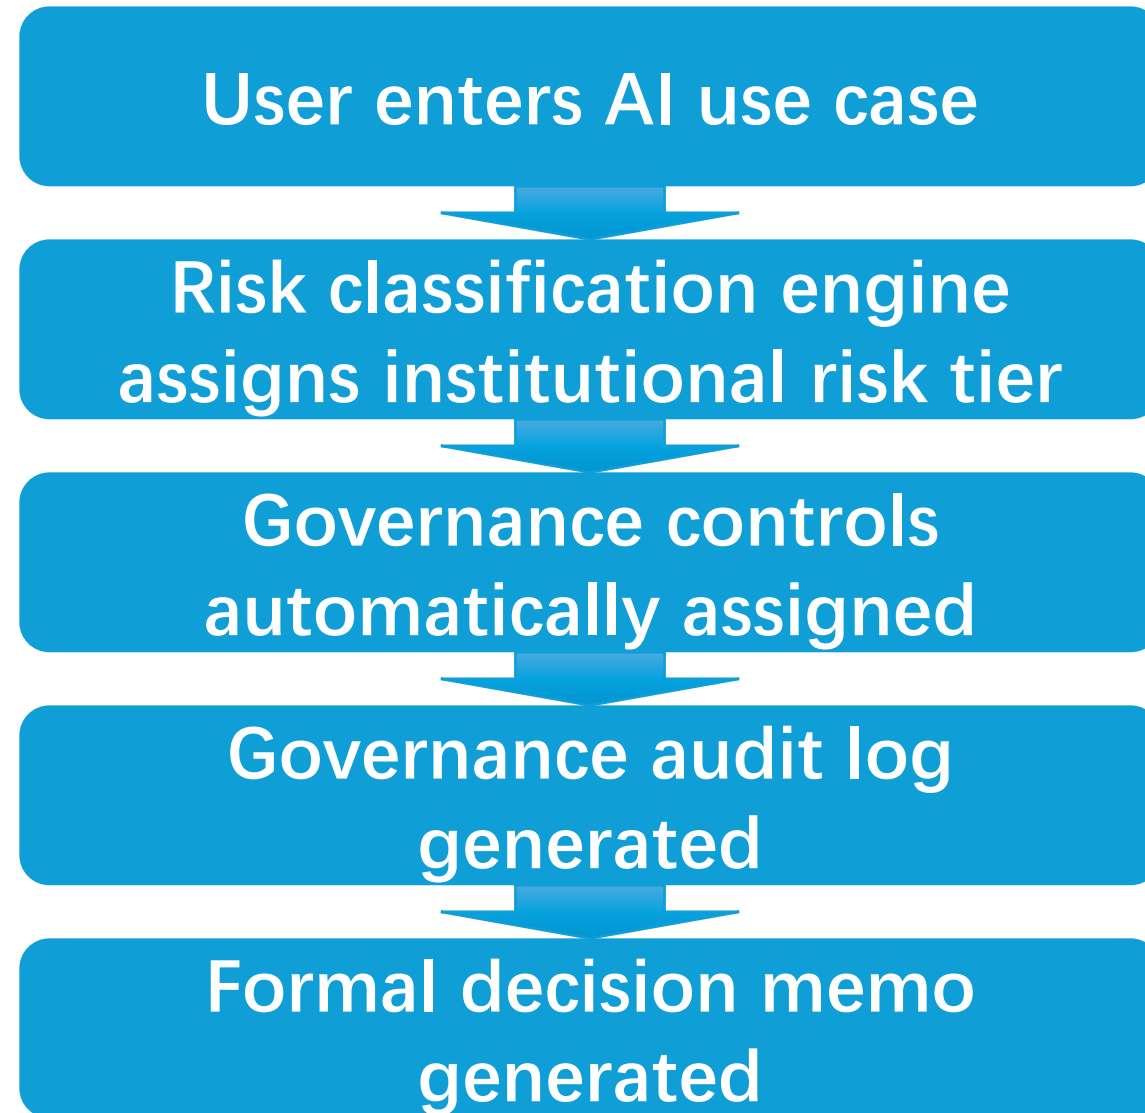 User enters AI use case
Risk classification engine
assigns institutional risk tier
Governance controls
automatically assigned
Governance audit log
generated
Formal decision memo
generated